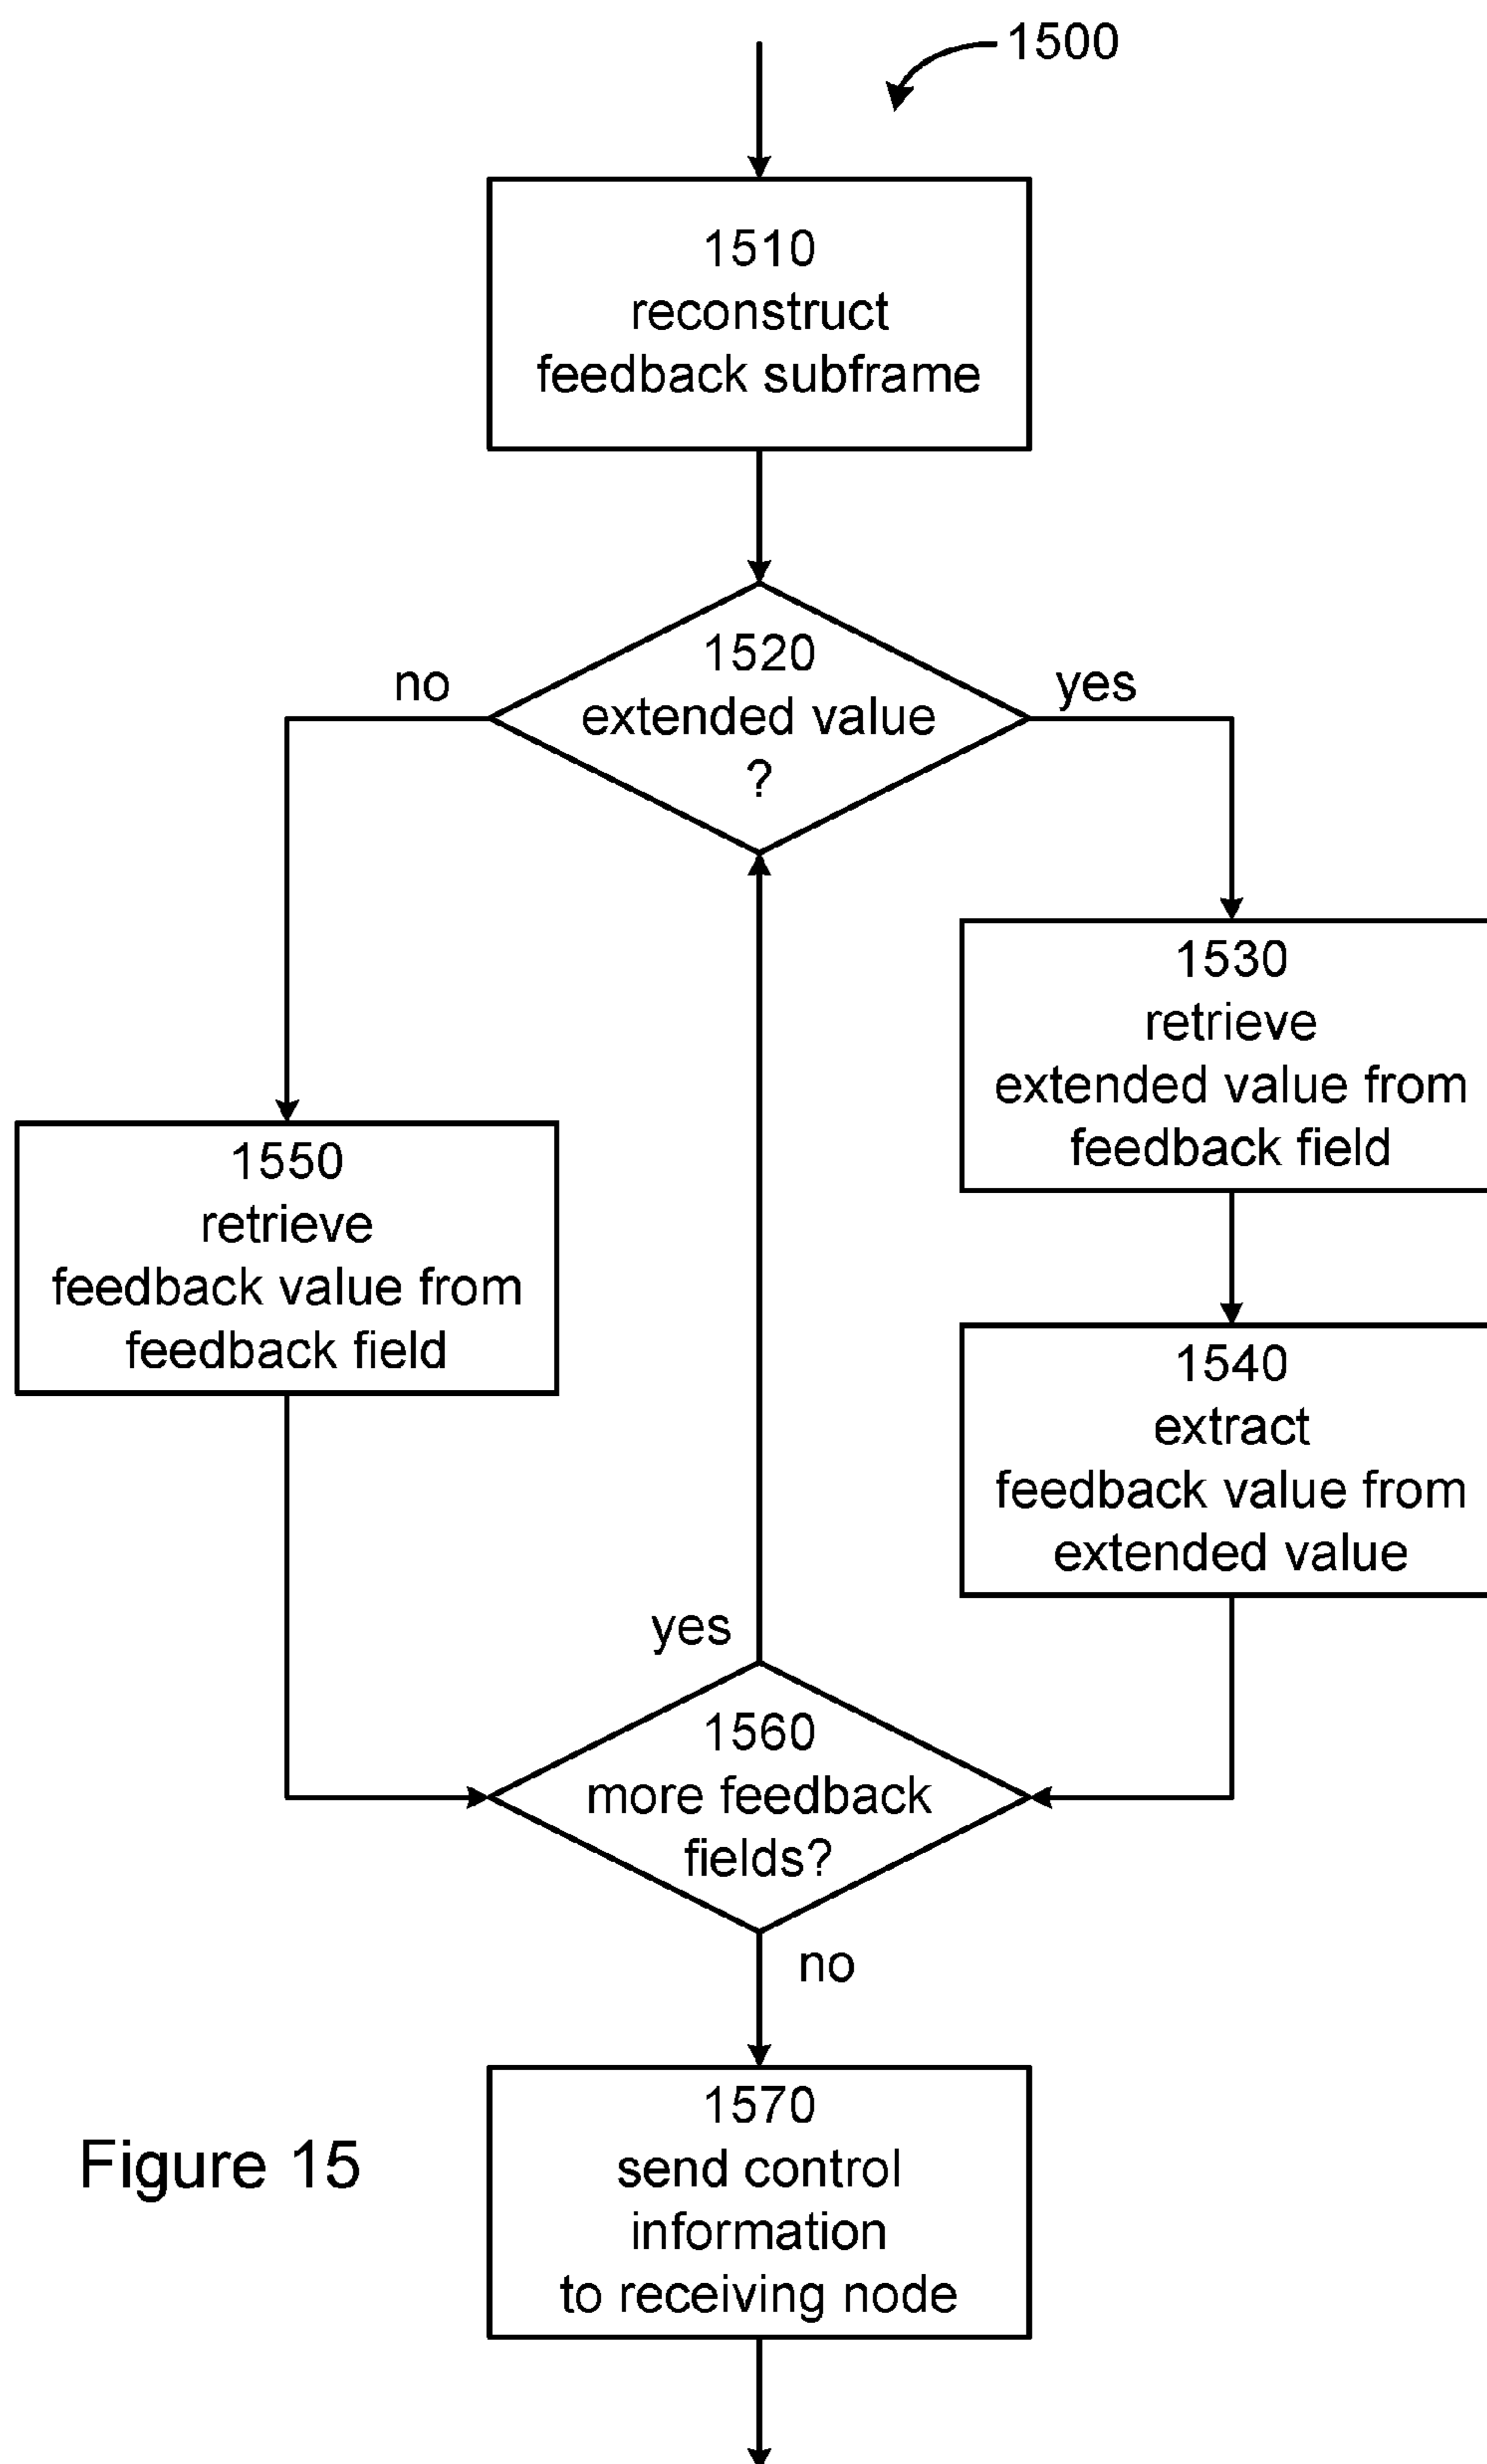 1500
1510
reconstruct
feedback subframe
1520
extended value
?
no
yes
1530
retrieve
extended value from
feedback field
1550
retrieve
feedback value from
feedback field
1540
extract
feedback value from
extended value
yes
1560
more feedback
fields?
no
1570
send control
information
to receiving node
Figure 15